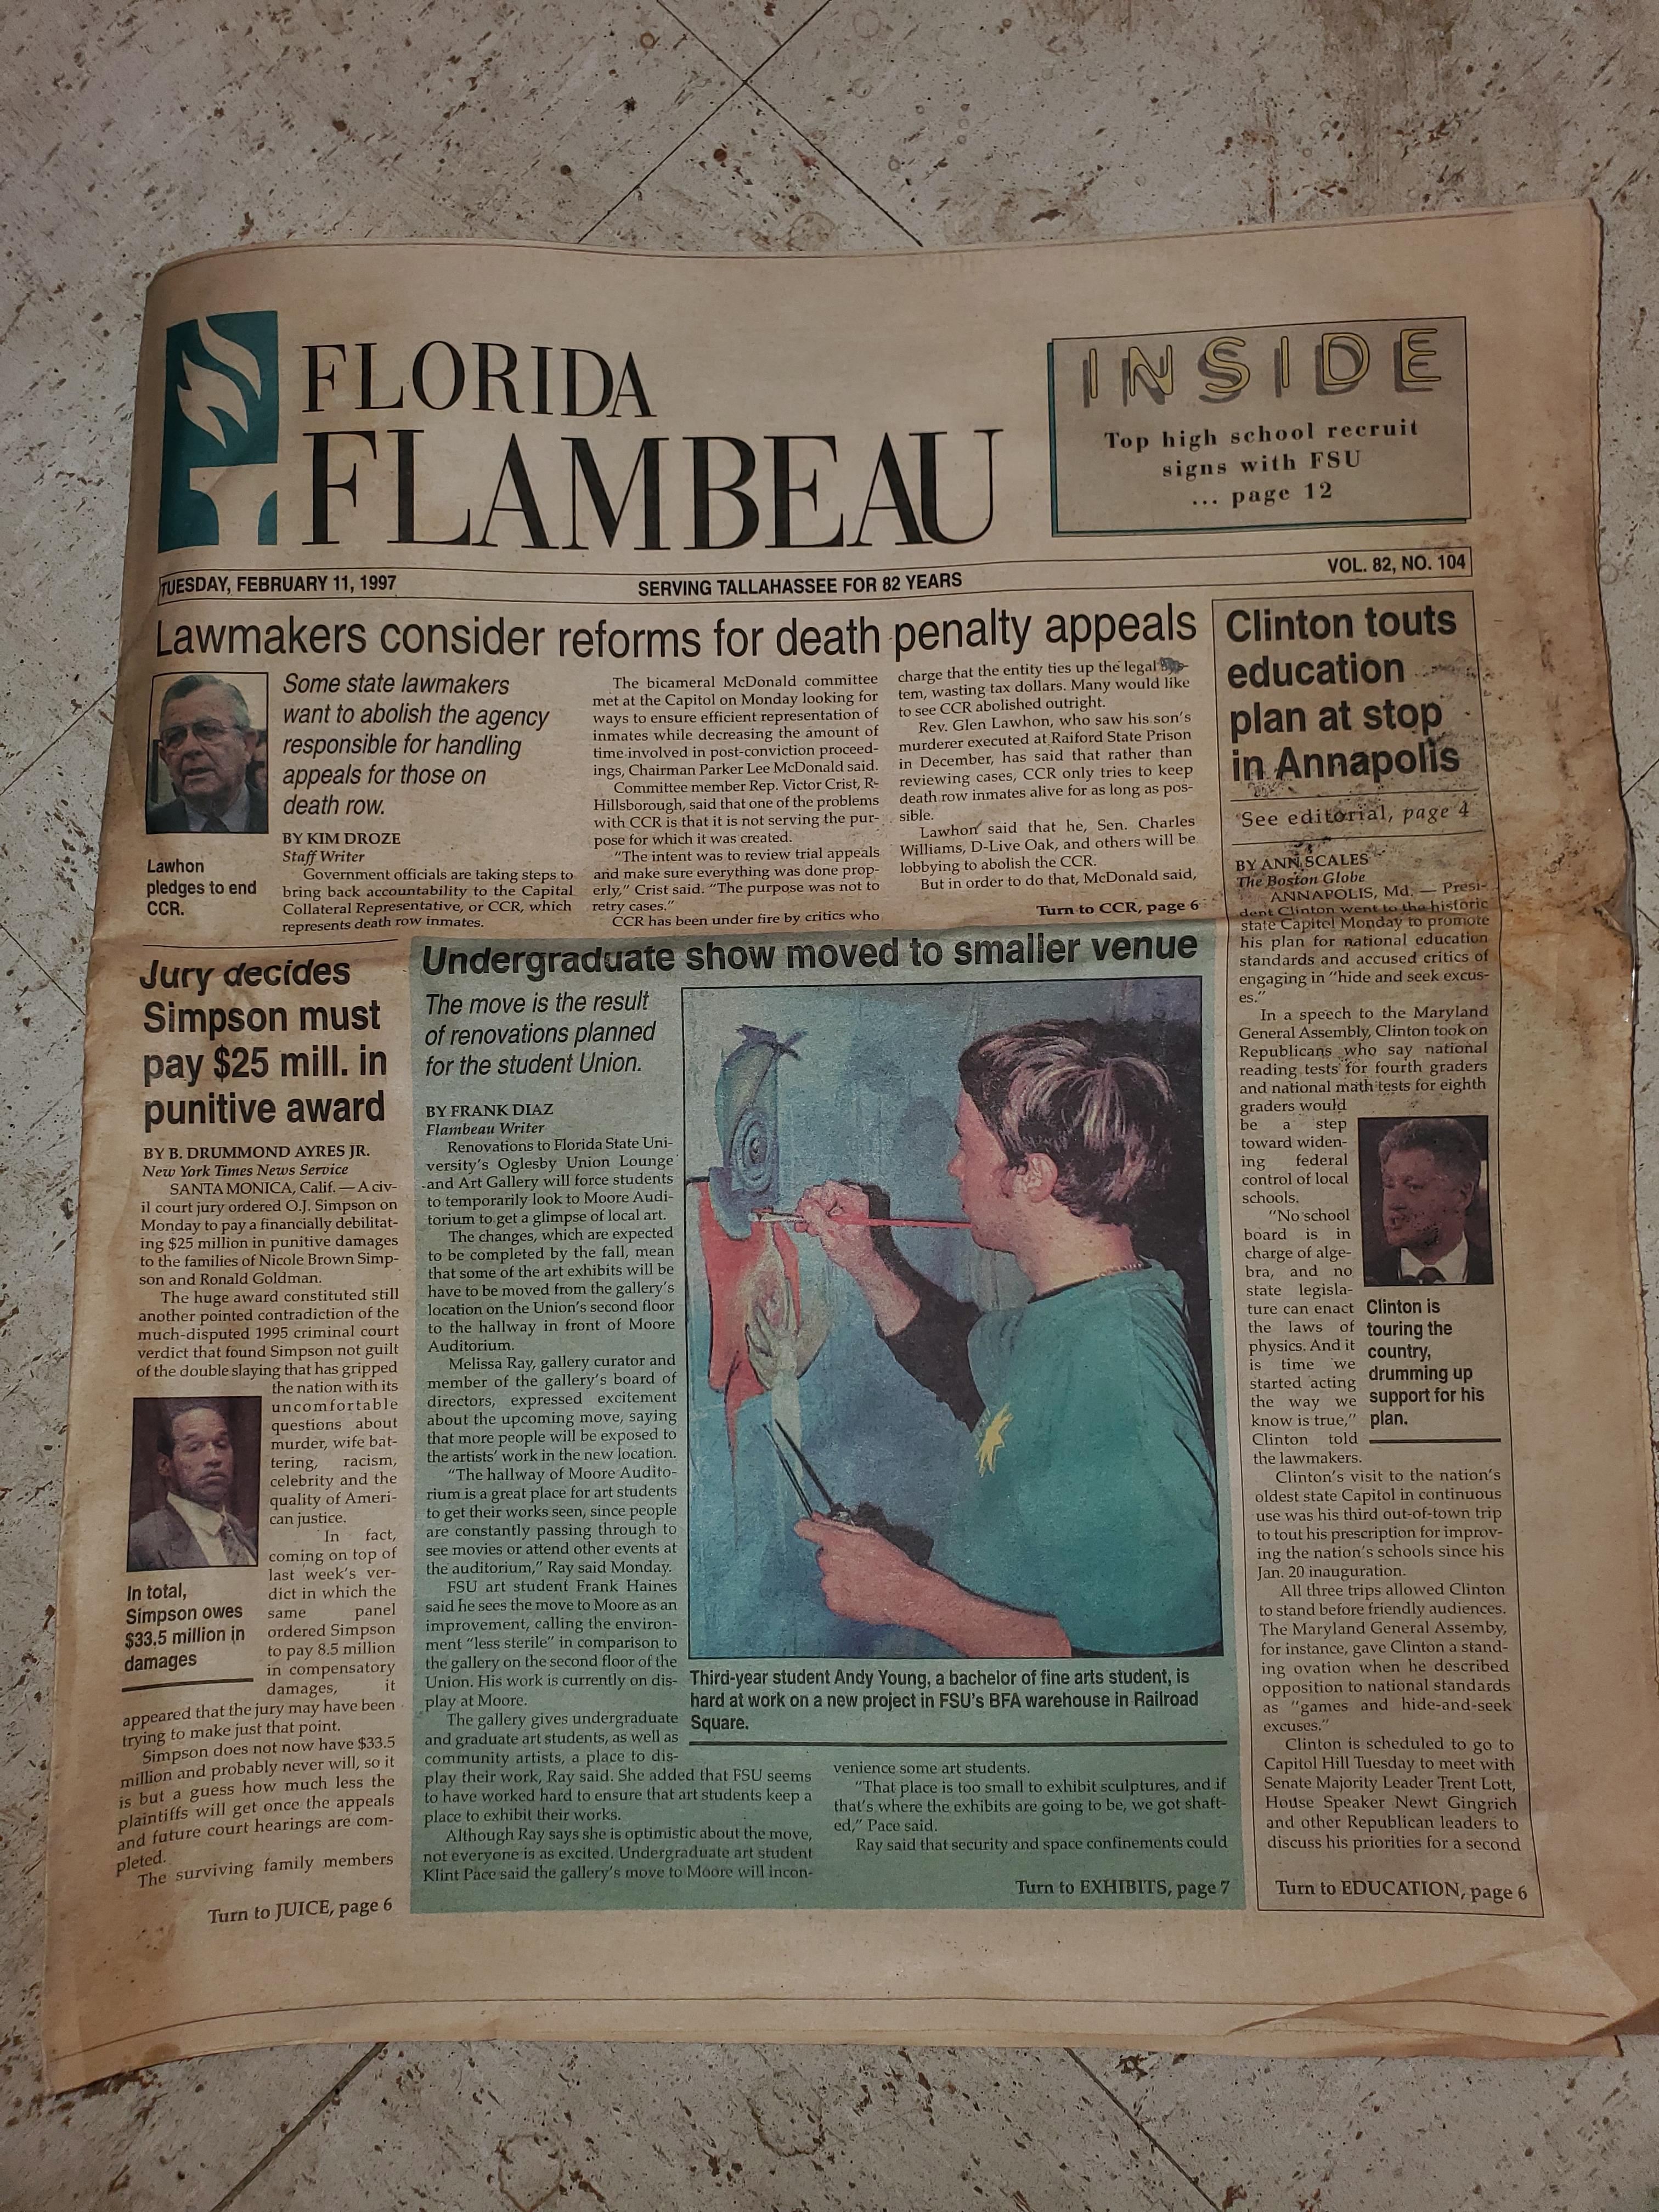 FLORIDA
FLAMBEAU
INSIDE
Top high school recruit
signs with FSU
... page 12
TUESDAY, FEBRUARY 11, 1997
SERVING TALLAHASSEE FOR 82 YEARS
VOL. 82, NO. 104
Lawmakers consider reforms for death penalty appeals
Lawhon
pledges to end
CCR.
Some state lawmakers
want to abolish the agency
responsible for handling
appeals for those on
death row.
BY KIM DROZE
Staff Writer
Government officials are taking steps to
bring back accountability to the Capital
Collateral Representative, or CCR, which
represents death row inmates.
The bicameral McDonald committee
met at the Capitol on Monday looking for
ways to ensure efficient representation of
inmates while decreasing the amount of
time involved in post-conviction proceed-
ings, Chairman Parker Lee McDonald said.
Committee member Rep. Victor Crist, R-
Hillsborough, said that one of the problems
with CCR is that it is not serving the pur-
pose for which it was created.
"The intent was to review trial appeals
and make sure everything was done prop-
erly," Crist said. "The purpose was not to
retry cases."
CCR has been under fire by critics who
charge that the entity ties up the legal
tem, wasting tax dollars. Many would like
to see CCR abolished outright.
Rev. Glen Lawhon, who saw his son's
murderer executed at Raiford State Prison
in December, has said that rather than
reviewing cases, CCR only tries to keep
death row inmates alive for as long as pos-
sible.
Lawhon said that he, Sen. Charles
Williams, D-Live Oak, and others will be
lobbying to abolish the CCR.
But in order to do that, McDonald said,
Turn to CCR, page 6
Clinton touts
education
plan at stop
in Annapolis
See editorial, page 4
BY ANN SCALES
The Boston Globe
ANNAPOLIS, Md. — Presi-
dent Clinton went to the historic
state Capitol Monday to promote
his plan for national education
standards and accused critics of
engaging in "hide and seek excus-
es."
In a speech to the Maryland
General Assembly, Clinton took on
Republicans who say national
reading tests for fourth graders
and national math tests for eighth
graders would
be a step
toward widen-
ing federal
control of local
schools.
"No school
board is in
charge of alge-
bra, and no
state legisla-
ture can enact
the laws of
physics. And it
is time we
started acting
the way we
know is true,"
Clinton told
the lawmakers.
Clinton is
touring the
country,
drumming up
support for his
plan.
Clinton's visit to the nation's
oldest state Capitol in continuous
use was his third out-of-town trip
to tout his prescription for improv-
ing the nation's schools since his
Jan. 20 inauguration.
All three trips allowed Clinton
to stand before friendly audiences.
The Maryland General Assemby,
for instance, gave Clinton a stand-
ing ovation when he described
opposition to national standards
as "games and hide-and-seek
excuses."
Clinton is scheduled to go to
Capitol Hill Tuesday to meet with
Senate Majority Leader Trent Lott,
House Speaker Newt Gingrich
and other Republican leaders to
discuss his priorities for a second
Turn to EDUCATION, page 6
Jury decides
Simpson must
pay $25 mill. in
punitive award
BY B. DRUMMOND AYRES JR.
New York Times News Service
SANTA MONICA, Calif. — A civ-
il court jury ordered O.J. Simpson on
Monday to pay a financially debilitat-
ing $25 million in punitive damages
to the families of Nicole Brown Simp-
son and Ronald Goldman.
The huge award constituted still
another pointed contradiction of the
much-disputed 1995 criminal court
verdict that found Simpson not guilt
of the double slaying that has gripped
the nation with its
uncomfortable
questions about
murder, wife bat-
tering, racism,
celebrity and the
quality of Ameri-
can justice.
In fact,
coming on top of
last week's ver-
dict in which the
same panel
ordered Simpson
to pay 8.5 million
in compensatory
damages, it
In total,
Simpson owes
$33.5 million in
damages
appeared that the jury may have been
trying to make just that point.
Simpson does not now have $33.5
million and probably never will, so it
is but a guess how much less the
plaintiffs will get once the appeals
and future court hearings are com-
pleted.
The surviving family members
Turn to JUICE, page 6
Undergraduate show moved to smaller venue
The move is the result
of renovations planned
for the student Union.
BY FRANK DIAZ
Flambeau Writer
Renovations to Florida State Uni-
versity's Oglesby Union Lounge
and Art Gallery will force students
to temporarily look to Moore Audi-
torium to get a glimpse of local art.
The changes, which are expected
to be completed by the fall, mean
that some of the art exhibits will be
have to be moved from the gallery's
location on the Union's second floor
to the hallway in front of Moore
Auditorium.
Melissa Ray, gallery curator and
member of the gallery's board of
directors, expressed excitement
about the upcoming move, saying
that more people will be exposed to
the artists' work in the new location.
"The hallway of Moore Audito-
rium is a great place for art students
to get their works seen, since people
are constantly passing through to
see movies or attend other events at
the auditorium," Ray said Monday.
FSU art student Frank Haines
said he sees the move to Moore as an
improvement, calling the environ-
ment "less sterile" in comparison to
the gallery on the second floor of the
Union. His work is currently on dis-
play at Moore.
The gallery gives undergraduate
and graduate art students, as well as
community artists, a place to dis-
play their work, Ray said. She added that FSU seems
to have worked hard to ensure that art students keep a
place to exhibit their works.
Although Ray says she is optimistic about the move,
not everyone is as excited. Undergraduate art student
Klint Pace said the gallery's move to Moore will incon-
Third-year student Andy Young, a bachelor of fine arts student, is
hard at work on a new project in FSU's BFA warehouse in Railroad
Square.
venience some art students.
"That place is too small to exhibit sculptures, and if
that's where the exhibits are going to be, we got shaft-
ed," Pace said.
Ray said that security and space confinements could
Turn to EXHIBITS, page 7